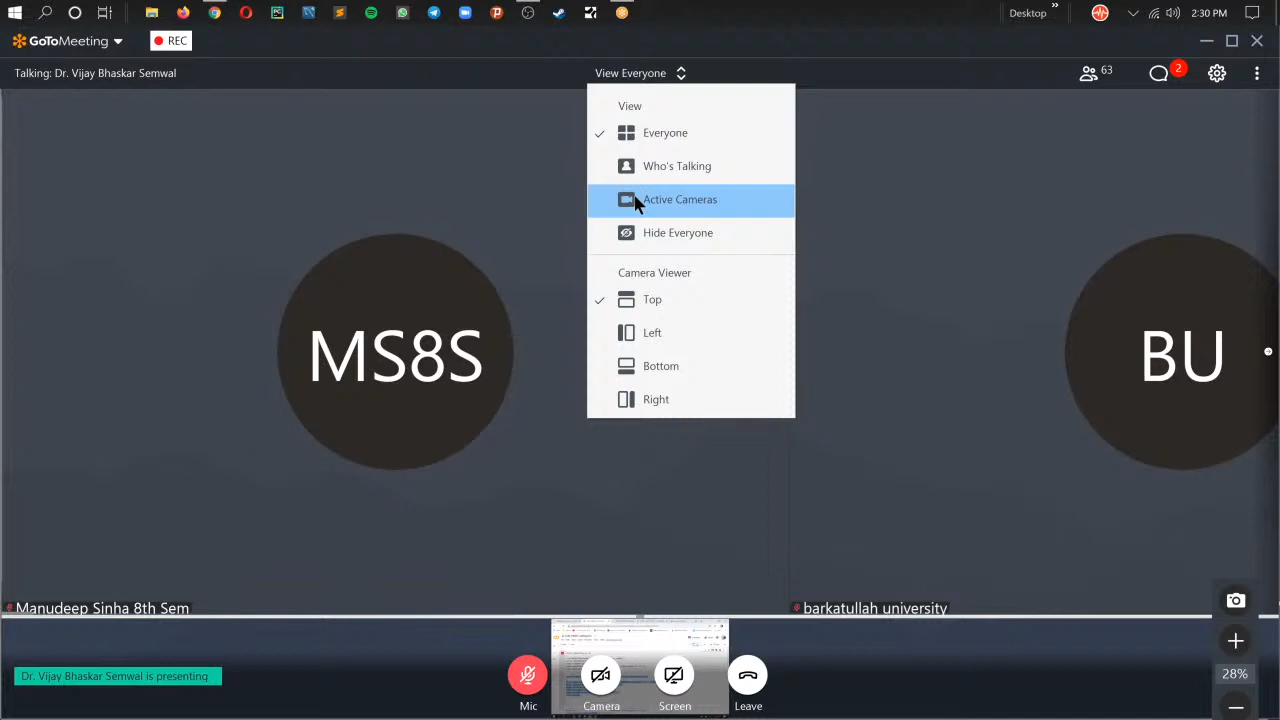 Desktop
2:30 PM
GoToMeeting
REC
Talking: Dr. Vijay Bhaskar Semwal
View Everyone
63
2
View
Everyone
Who's Talking
Active Cameras
Hide Everyone
Camera Viewer
Top
Left
Bottom
Right
MS8S
BU
Manudeep Sinha 8th Sem
barkatullah university
Dr. Vijay Bhaskar Semwal is presenting
28%
Mic
Camera
Screen
Leave